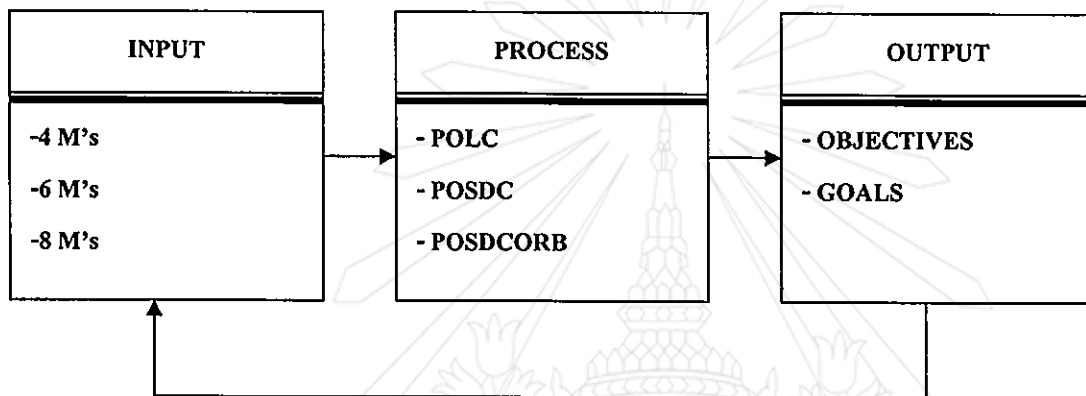 INPUT
-4 M's
-6 M's
-8 M's
PROCESS
- POLC
- POSDC
- POSDCORB
OUTPUT
- OBJECTIVES
- GOALS